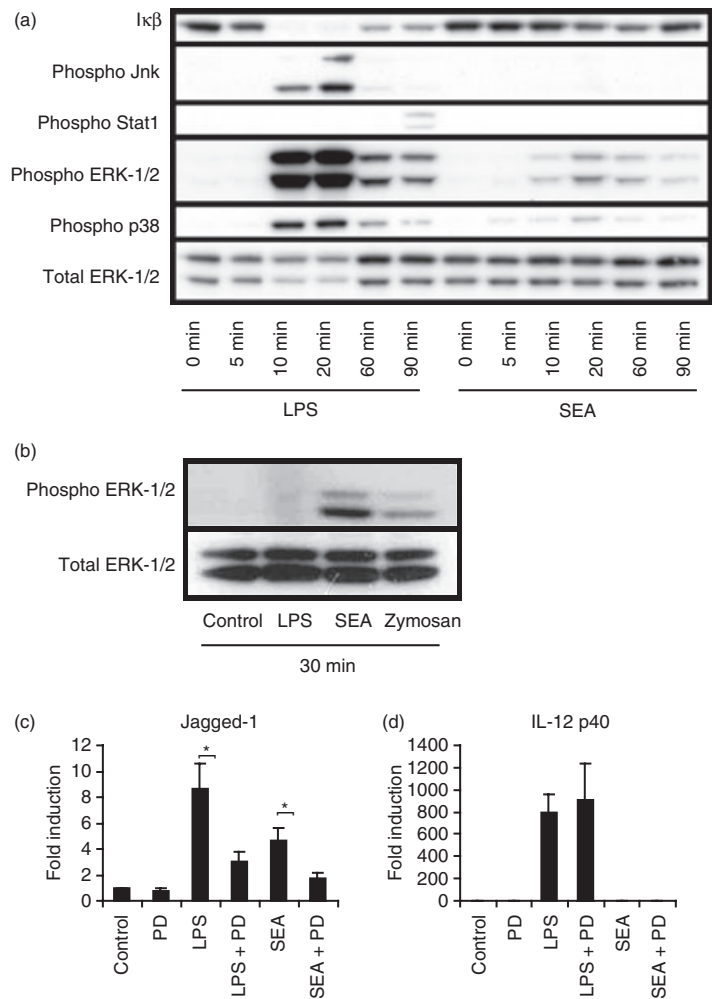 (a)
Iκβ
Phospho Jnk
Phospho Stat1
Phospho ERK-1/2
Phospho p38
Total ERK-1/2
0 min 5 min 10 min 20 min 60 min 90 min 0 min 5 min 10 min 20 min 60 min 90 min
LPS SEA
(b)
Phospho ERK-1/2
Total ERK-1/2
Control LPS SEA Zymosan
30 min
(c) Jagged-1
12
10
8
6
4
2
0
Fold induction
* *
Control PD LPS LPS + PD SEA SEA + PD
(d) IL-12 p40
1400
1200
1000
800
600
400
200
0
Fold induction
Control PD LPS LPS + PD SEA SEA + PD